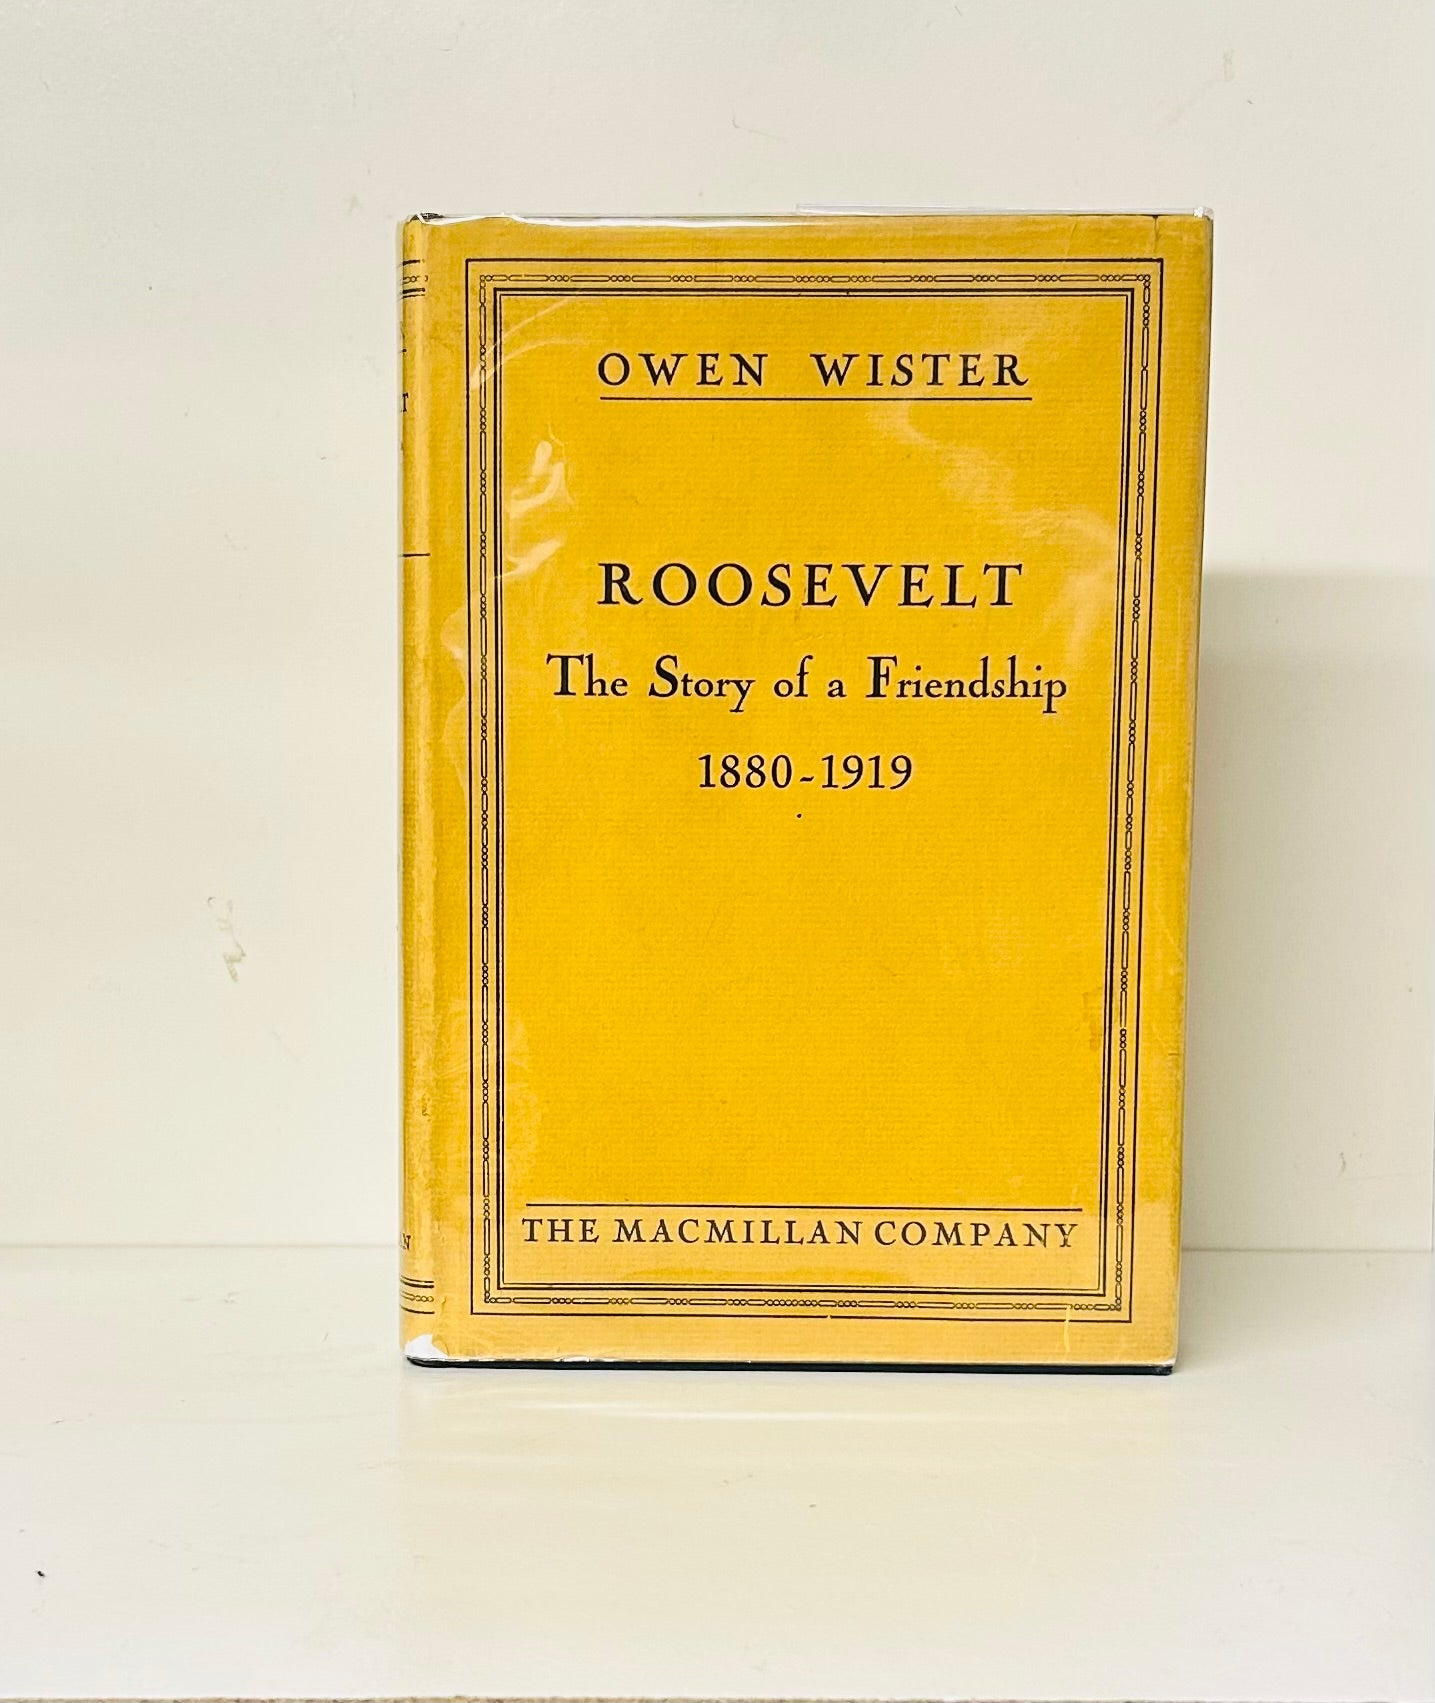 OWEN WISTER
ROOSEVELT
The Story of a Friendship
1880-1919
THE MACMILLAN COMPANY